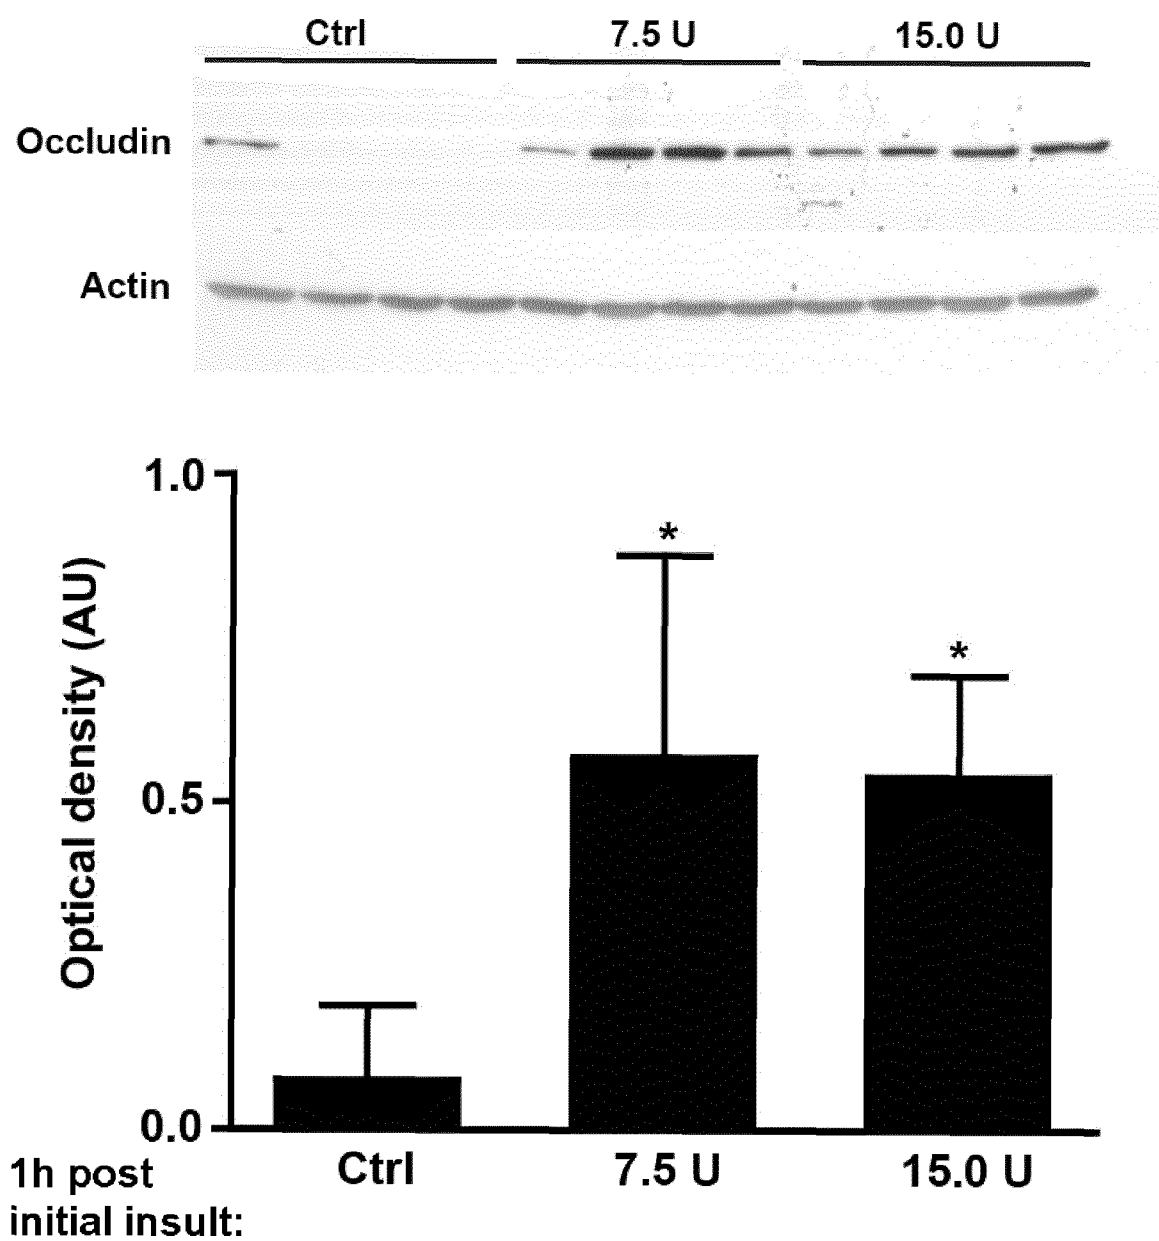 Ctrl 7.5 U 15.0 U
Occludin
Actin
1.0
*
*
0.5
Optical density (AU)
0.0
Ctrl 7.5 U 15.0 U
1h post
initial insult: